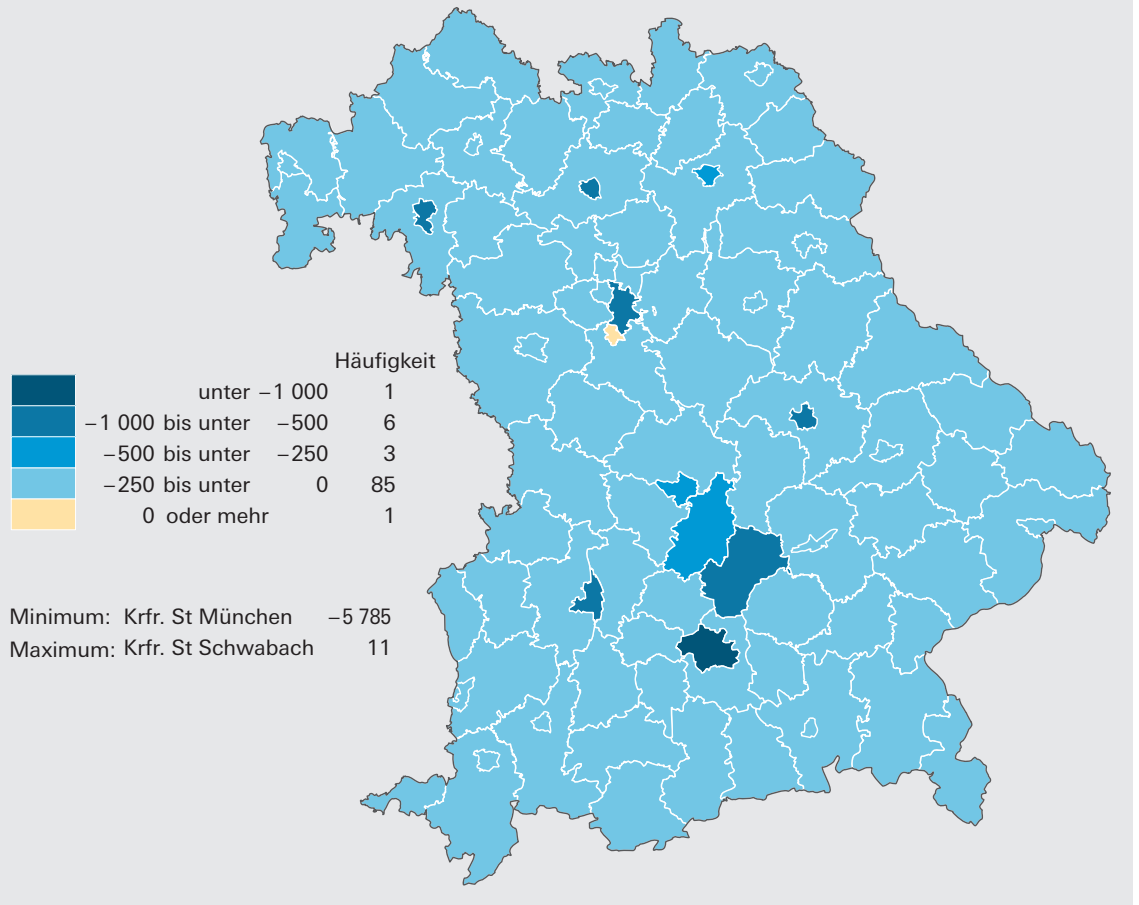 Häufigkeit
unter –1 000 1
–1 000 bis unter –500 6
–500 bis unter –250 3
–250 bis unter 0 85
0 oder mehr 1
Minimum: Krfr. St München –5 785
Maximum: Krfr. St Schwabach 11